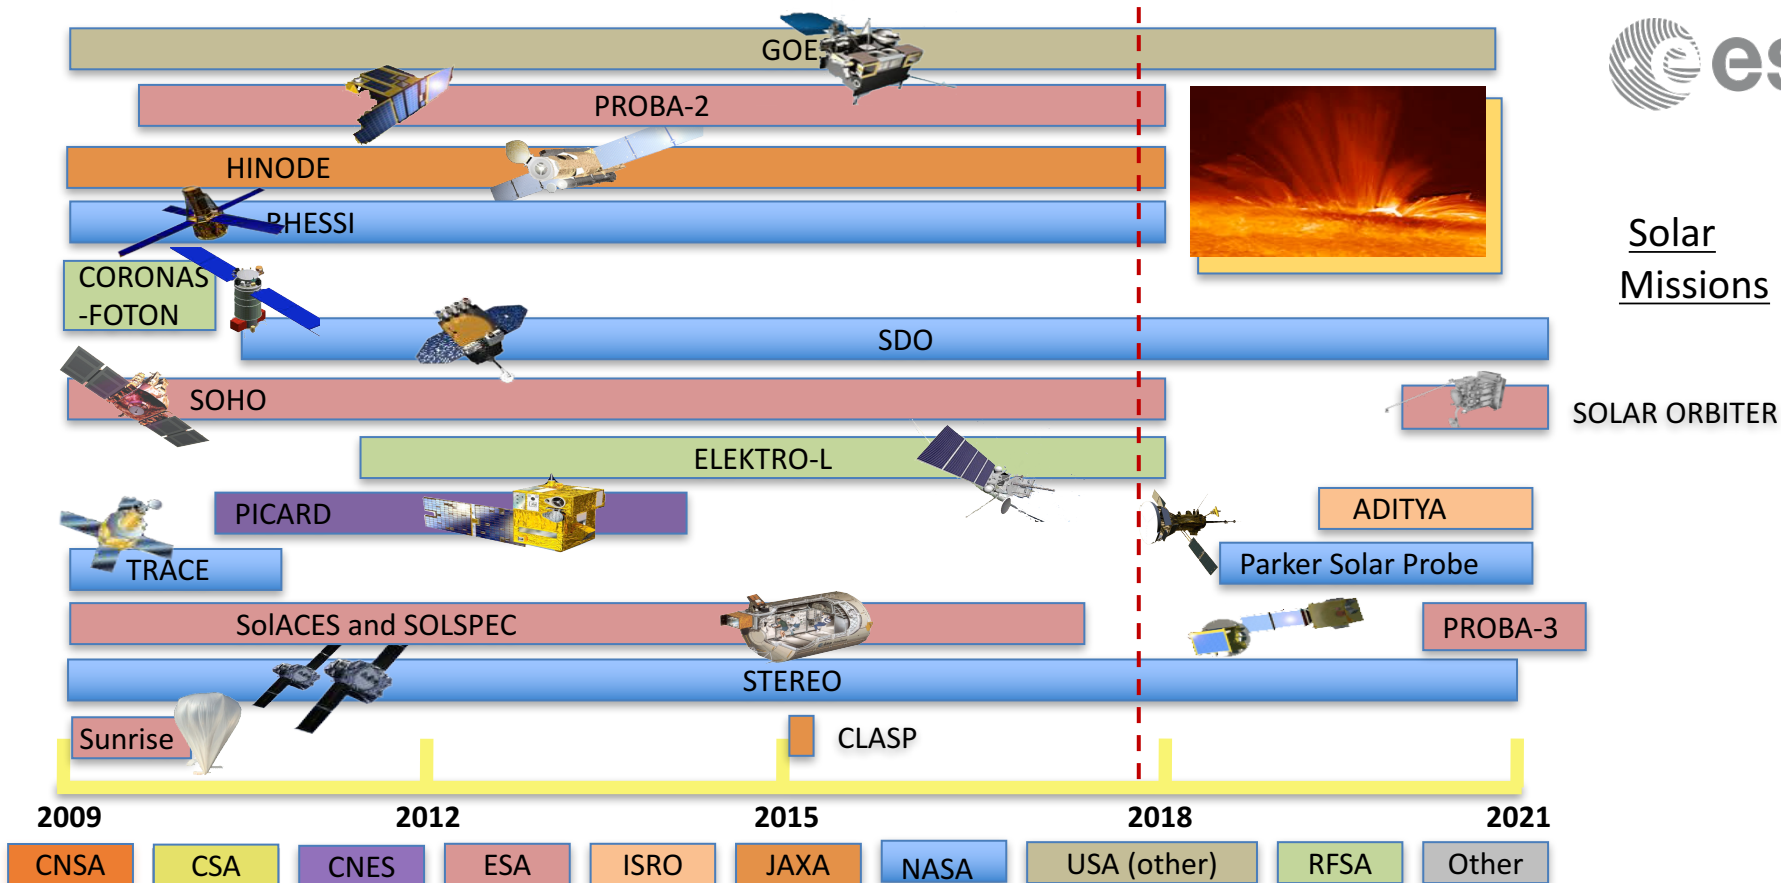 GOES
PROBA-2
HINODE
RHESSI
CORONAS
-FOTON
SDO
SOHO
SOLAR ORBITER
ELEKTRO-L
PICARD
ADITYA
TRACE
Parker Solar Probe
SolACES and SOLSPEC
PROBA-3
STEREO
Sunrise
CLASP
es
Solar
Missions
2009 2012 2015 2018 2021
CNSA CSA CNES ESA ISRO JAXA NASA USA (other) RFSA Other